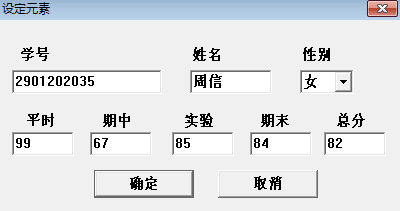 设定元素
学号 姓名 性别
2901202035 周信 女
平时 期中 实验 期末 总分
99 67 85 84 82
确定 取消